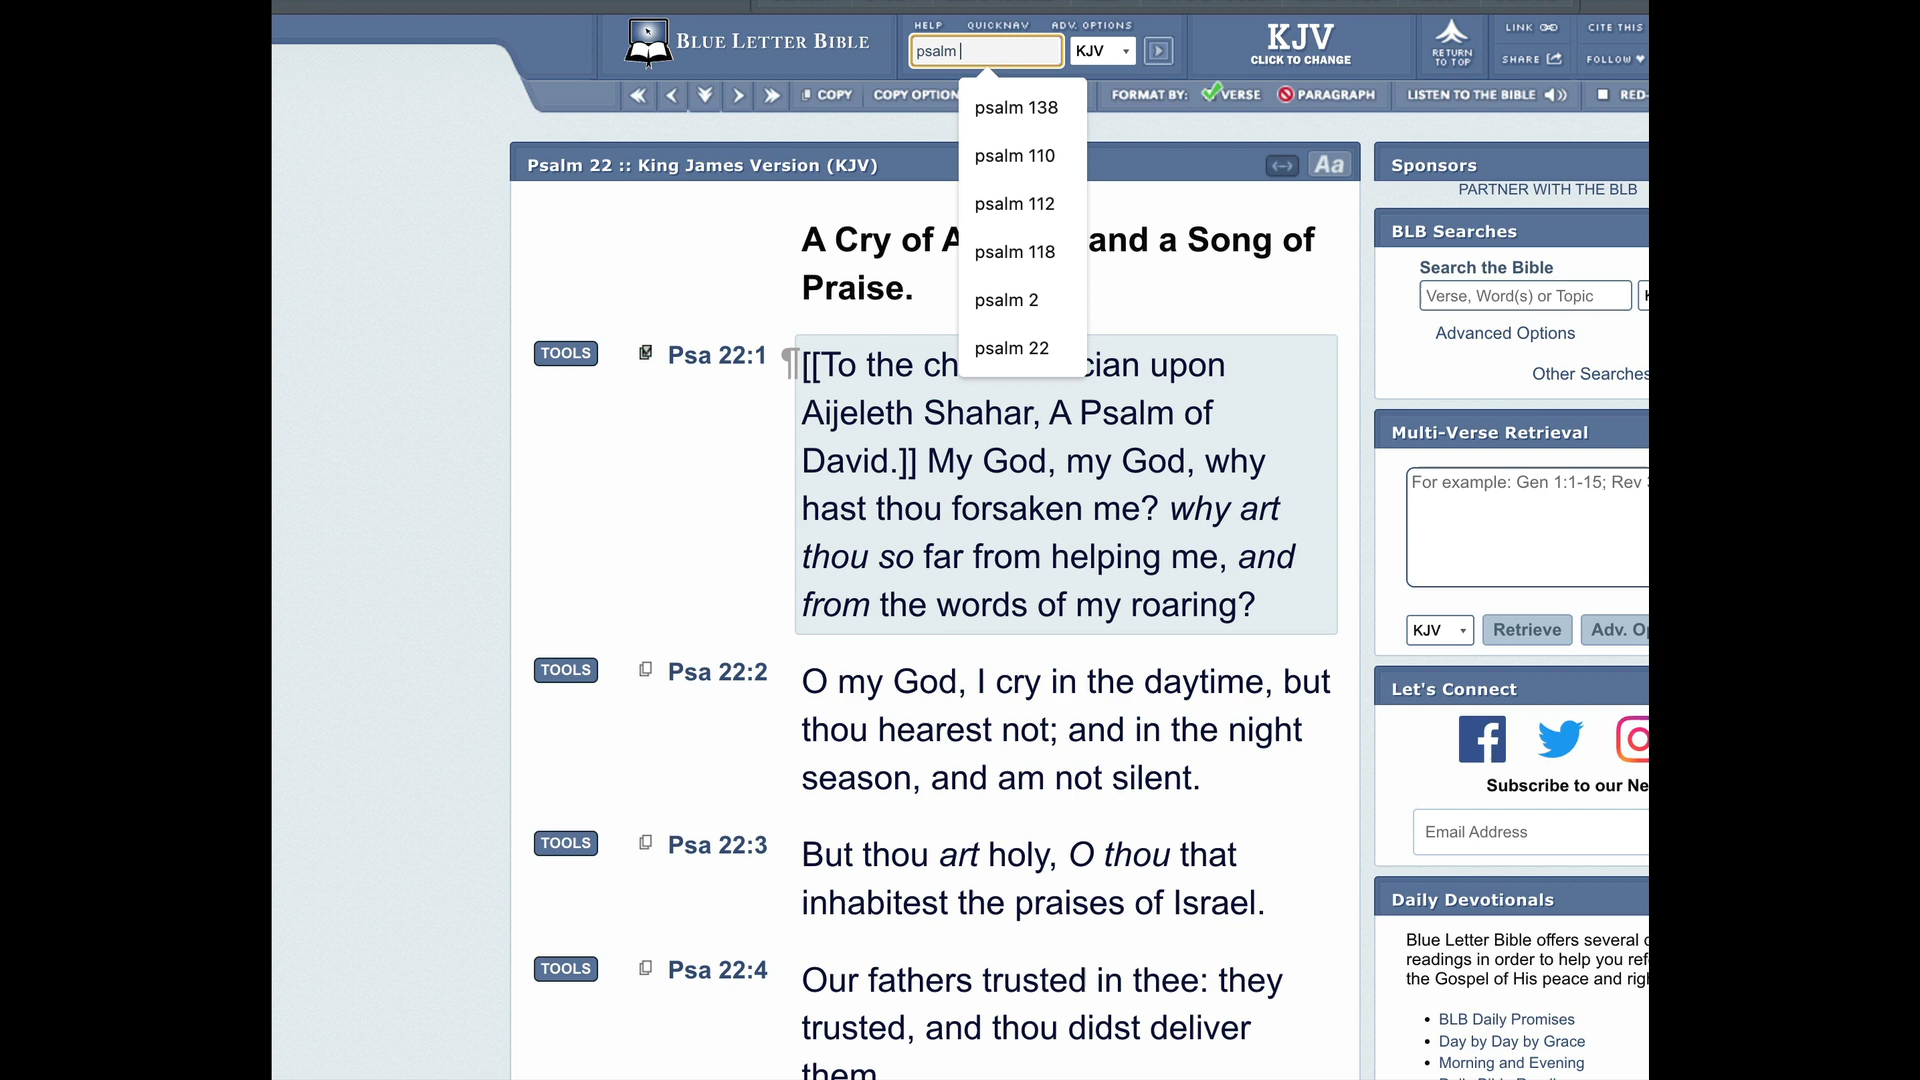 HELP QUICKNAV ADV. OPTIONS
BLUE LETTER BIBLE
psalm
KJV
KJV
CLICK TO CHANGE
RETURN
TO TOP
LINK
CITE THIS
SHARE
FOLLOW
COPY
COPY OPTION
FORMAT BY:
VERSE
PARAGRAPH
LISTEN TO THE BIBLE
RED-
psalm 138
psalm 110
psalm 112
psalm 118
psalm 2
psalm 22
Psalm 22 :: King James Version (KJV)
Aa
A Cry of A and a Song of
Praise.
TOOLS
Psa 22:1
¶[[To the ch cian upon
Aijeleth Shahar, A Psalm of
David.]] My God, my God, why
hast thou forsaken me? why art
thou so far from helping me, and
from the words of my roaring?
TOOLS
Psa 22:2
O my God, I cry in the daytime, but
thou hearest not; and in the night
season, and am not silent.
TOOLS
Psa 22:3
But thou art holy, O thou that
inhabitest the praises of Israel.
TOOLS
Psa 22:4
Our fathers trusted in thee: they
trusted, and thou didst deliver
them
Sponsors
PARTNER WITH THE BLB
BLB Searches
Search the Bible
Verse, Word(s) or Topic
Advanced Options
Other Searches
Multi-Verse Retrieval
For example: Gen 1:1-15; Rev
KJV
Retrieve
Adv. Op
Let's Connect
Subscribe to our Ne
Email Address
Daily Devotionals
Blue Letter Bible offers several
readings in order to help you ref
the Gospel of His peace and righ
• BLB Daily Promises
• Day by Day by Grace
• Morning and Evening